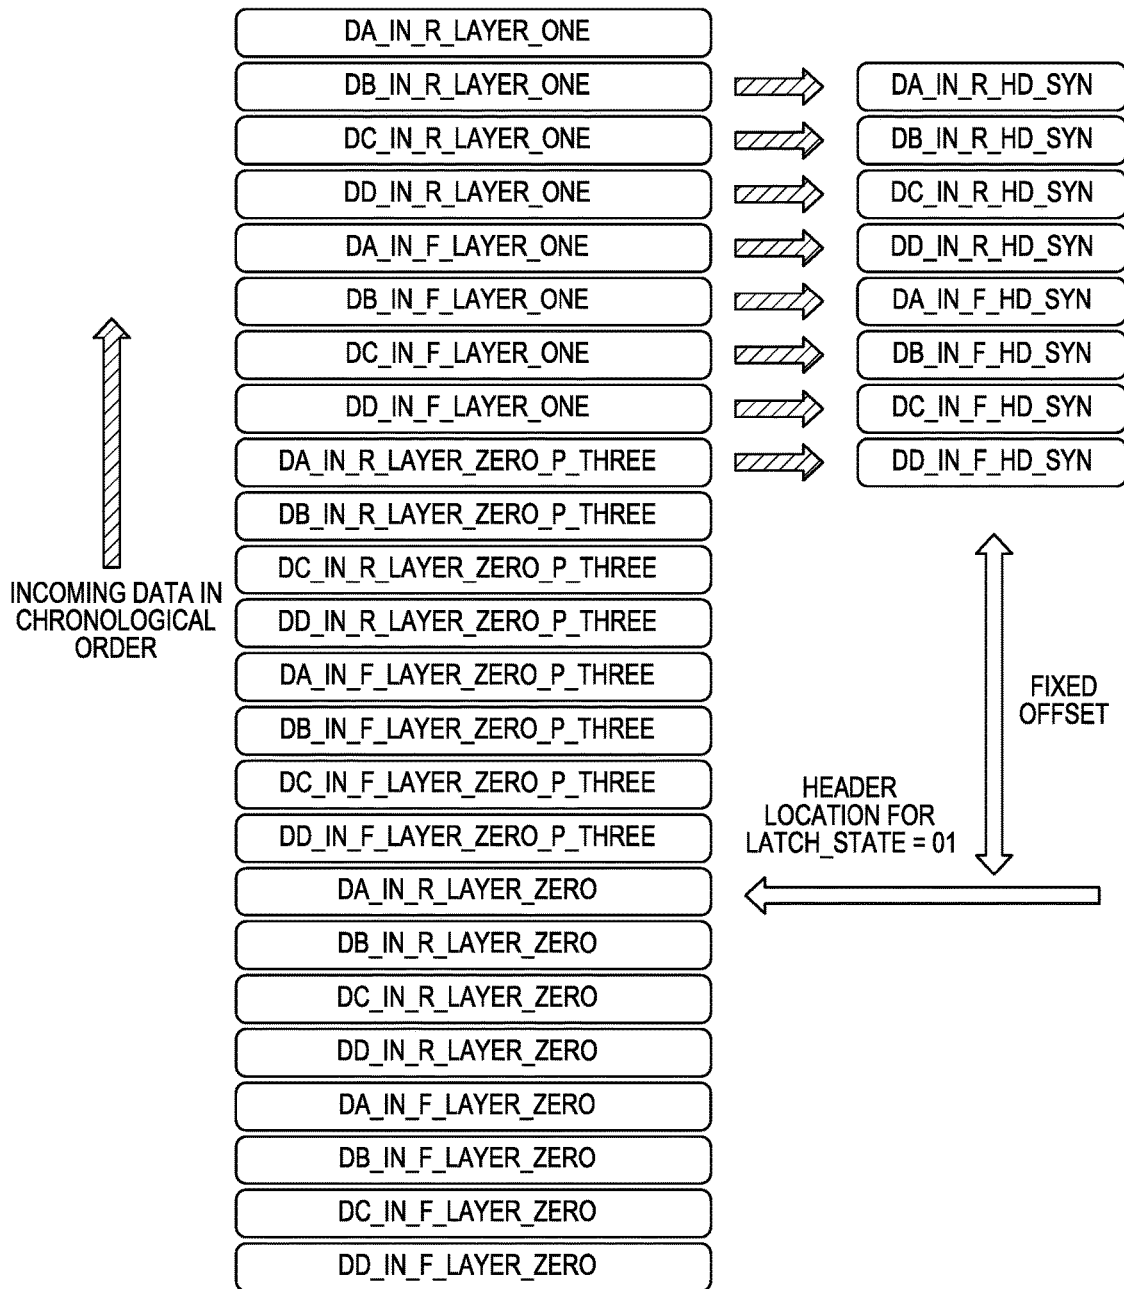 DA_IN_R_LAYER_ONE
DB_IN_R_LAYER_ONE
DA_IN_R_HD_SYN
DC_IN_R_LAYER_ONE
DB_IN_R_HD_SYN
DD_IN_R_LAYER_ONE
DC_IN_R_HD_SYN
DA_IN_F_LAYER_ONE
DD_IN_R_HD_SYN
DB_IN_F_LAYER_ONE
DA_IN_F_HD_SYN
DC_IN_F_LAYER_ONE
DB_IN_F_HD_SYN
DD_IN_F_LAYER_ONE
DC_IN_F_HD_SYN
DA_IN_R_LAYER_ZERO_P_THREE
DD_IN_F_HD_SYN
DB_IN_R_LAYER_ZERO_P_THREE
DC_IN_R_LAYER_ZERO_P_THREE
INCOMING DATA IN
CHRONOLOGICAL
ORDER
DD_IN_R_LAYER_ZERO_P_THREE
DA_IN_F_LAYER_ZERO_P_THREE
FIXED
OFFSET
DB_IN_F_LAYER_ZERO_P_THREE
DC_IN_F_LAYER_ZERO_P_THREE
HEADER
LOCATION FOR
LATCH_STATE = 01
DD_IN_F_LAYER_ZERO_P_THREE
DA_IN_R_LAYER_ZERO
DB_IN_R_LAYER_ZERO
DC_IN_R_LAYER_ZERO
DD_IN_R_LAYER_ZERO
DA_IN_F_LAYER_ZERO
DB_IN_F_LAYER_ZERO
DC_IN_F_LAYER_ZERO
DD_IN_F_LAYER_ZERO